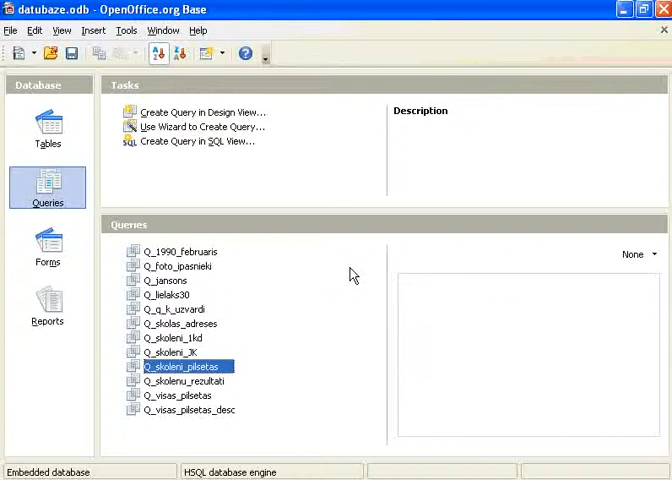 datubaze.odb - OpenOffice.org Base
File Edit View Insert Tools Window Help
Database
Tasks
Tables
Queries
Forms
Reports
Create Query in Design View...
Use Wizard to Create Query...
Create Query in SQL View...
Description
Queries
Q_1990_februaris
Q_foto_ipasnieki
Q_jansons
Q_lielaks30
Q_q_k_uzvardi
Q_skolas_adreses
Q_skoleni_1kd
Q_skoleni_JK
Q_skoleni_pilsetas
Q_skolenu_rezultati
Q_visas_pilsetas
Q_visas_pilsetas_desc
None
Embedded database
HSQL database engine